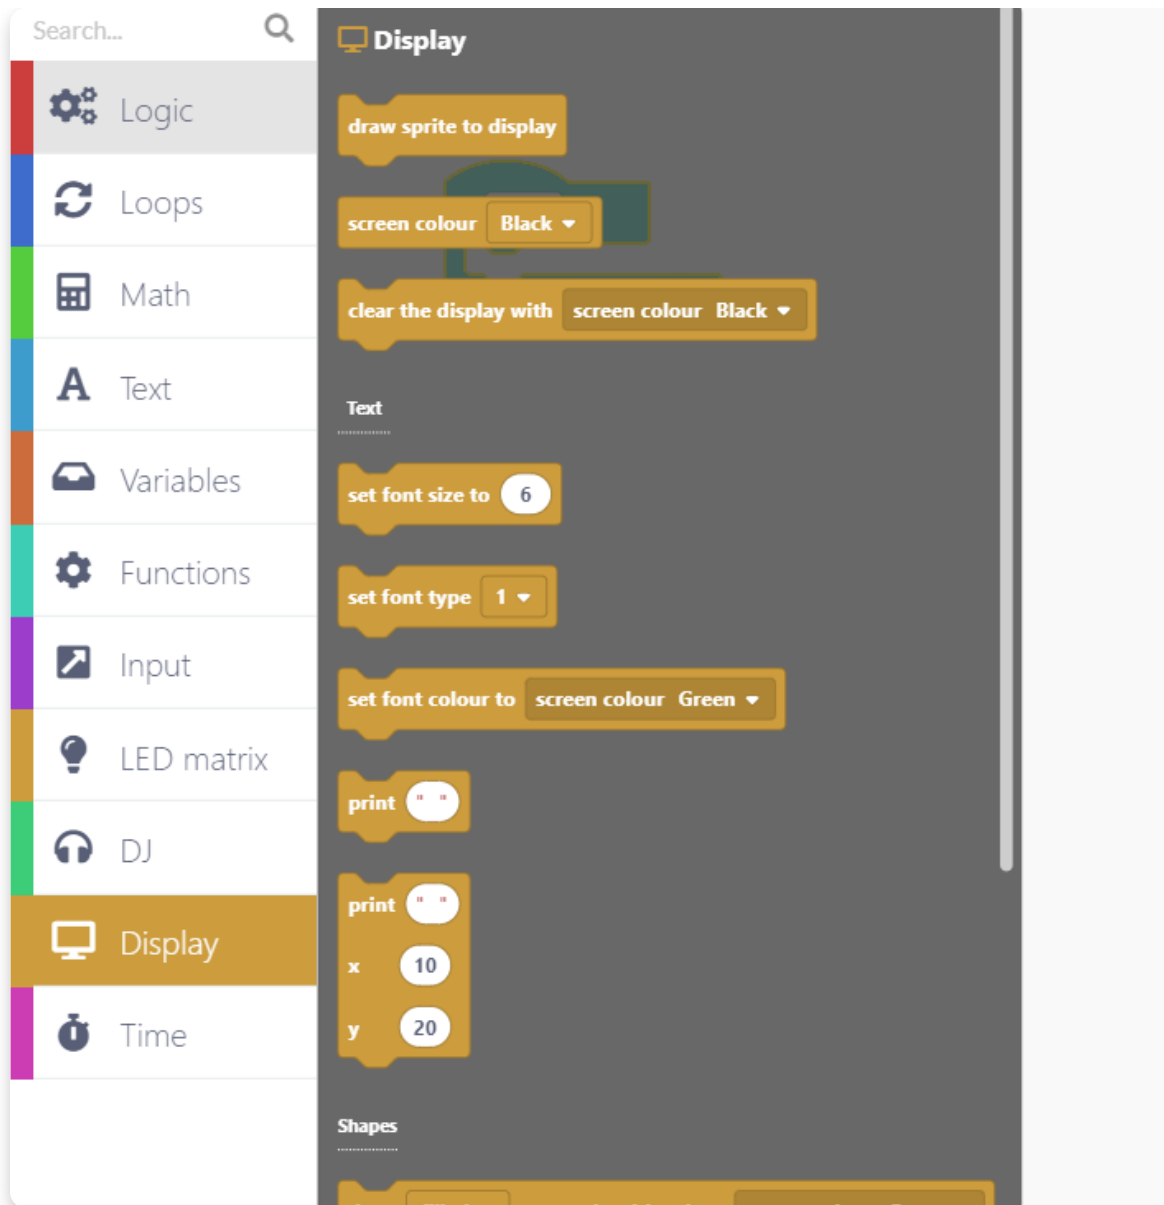 Search...
Logic
Loops
Math
Text
Variables
Functions
Input
LED matrix
DJ
Display
Time
Display
draw sprite to display
screen colour Black
clear the display with screen colour Black
Text
set font size to 6
set font type 1
set font colour to screen colour Green
print " "
print " "
x 10
y 20
Shapes